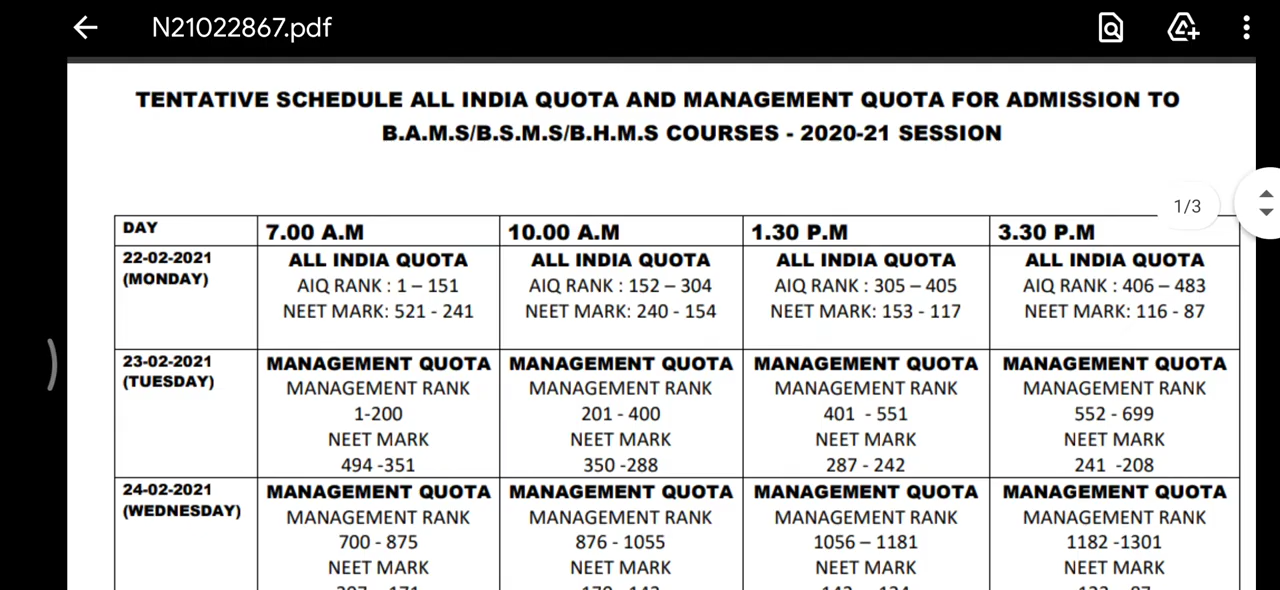 N21022867.pdf
TENTATIVE SCHEDULE ALL INDIA QUOTA AND MANAGEMENT QUOTA FOR ADMISSION TO
B.A.M.S/B.S.M.S/B.H.M.S COURSES - 2020-21 SESSION
1/3
DAY 7.00 A.M 10.00 A.M 1.30 P.M 3.30 P.M
22-02-2021 ALL INDIA QUOTA ALL INDIA QUOTA ALL INDIA QUOTA ALL INDIA QUOTA
(MONDAY) AIQ RANK : 1 – 151 AIQ RANK : 152 – 304 AIQ RANK : 305 – 405 AIQ RANK : 406 – 483
NEET MARK: 521 - 241 NEET MARK: 240 - 154 NEET MARK: 153 - 117 NEET MARK: 116 - 87
23-02-2021 MANAGEMENT QUOTA MANAGEMENT QUOTA MANAGEMENT QUOTA MANAGEMENT QUOTA
(TUESDAY) MANAGEMENT RANK MANAGEMENT RANK MANAGEMENT RANK MANAGEMENT RANK
1-200 201 - 400 401 - 551 552 - 699
NEET MARK NEET MARK NEET MARK NEET MARK
494 -351 350 -288 287 - 242 241 -208
24-02-2021 MANAGEMENT QUOTA MANAGEMENT QUOTA MANAGEMENT QUOTA MANAGEMENT QUOTA
(WEDNESDAY) MANAGEMENT RANK MANAGEMENT RANK MANAGEMENT RANK MANAGEMENT RANK
700 - 875 876 - 1055 1056 – 1181 1182 -1301
NEET MARK NEET MARK NEET MARK NEET MARK